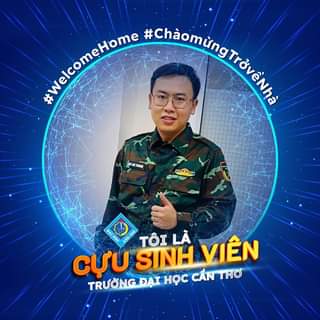 #WelcomeHome #ChàomừngTrởvềNhà
TÔI LÀ
CỰU SINH VIÊN
TRƯỜNG ĐẠI HỌC CẦN THƠ